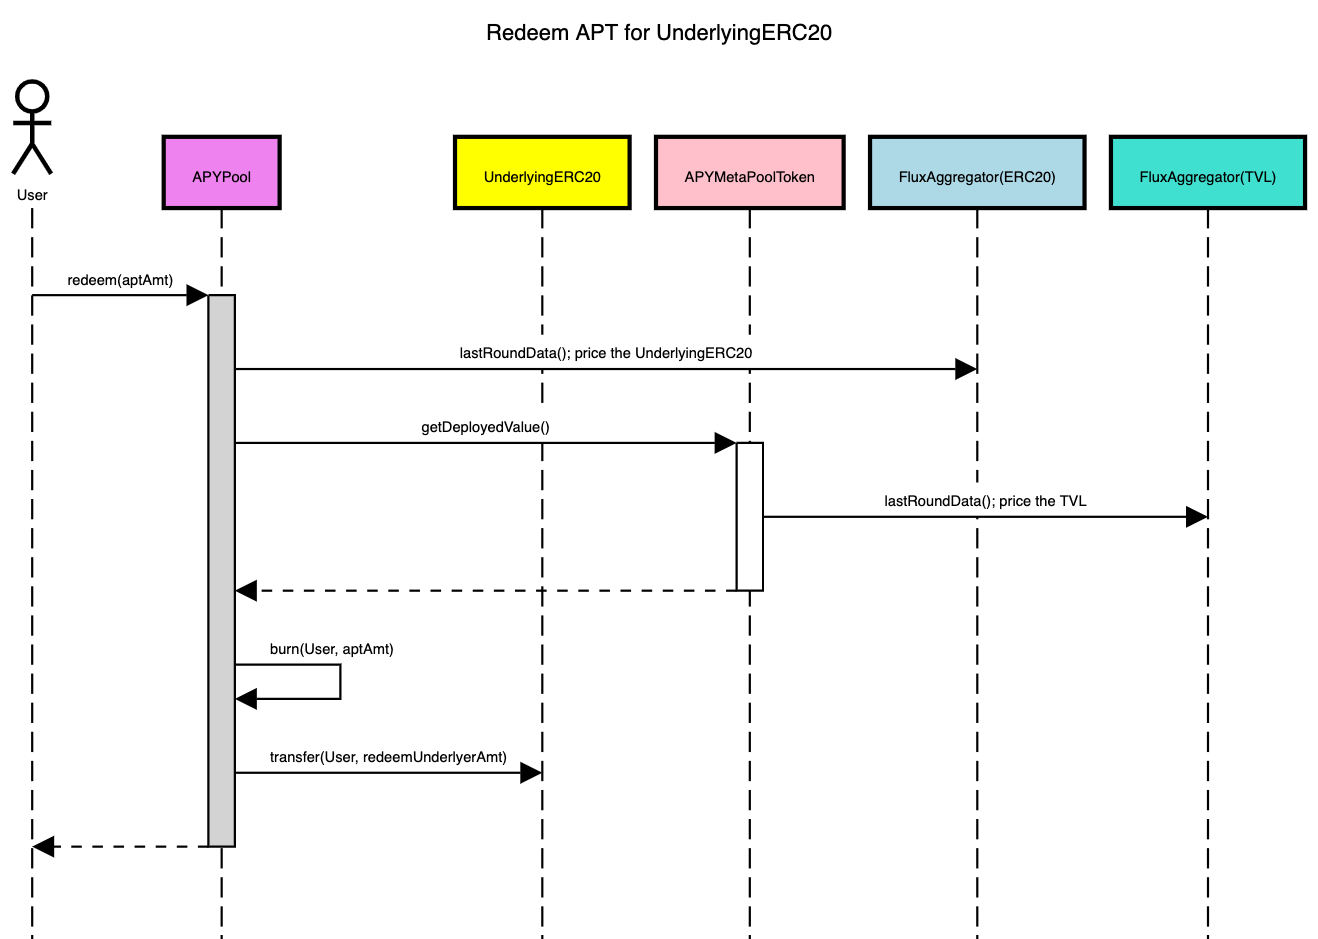 Redeem APT for UnderlyingERC20
User
APYPool
UnderlyingERC20
APYMetaPoolToken
FluxAggregator(ERC20)
FluxAggregator(TVL)
redeem(aptAmt)
lastRoundData(); price the UnderlyingERC20
getDeployedValue()
lastRoundData(); price the TVL
burn(User, aptAmt)
transfer(User, redeemUnderlyerAmt)